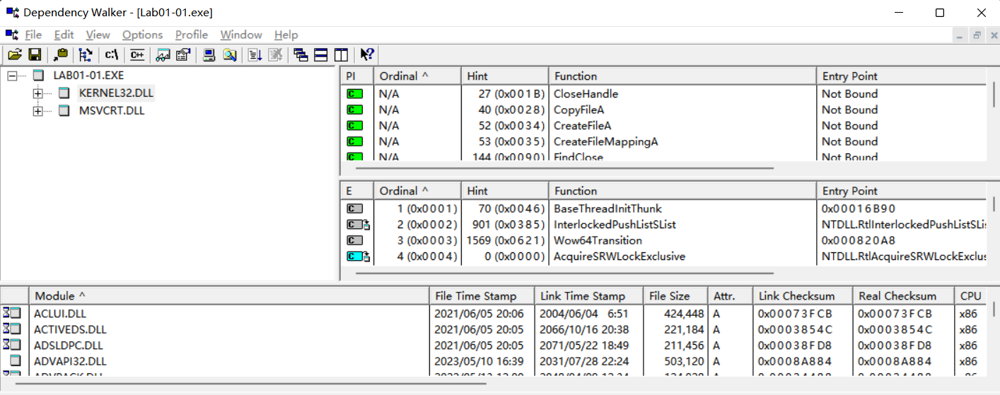 Dependency Walker - [Lab01-01.exe]
File Edit View Options Profile Window Help
c:\ C++
LAB01-01.EXE
KERNEL32.DLL
MSVCRT.DLL
PI Ordinal ^ Hint Function Entry Point
C N/A 27 (0x001B) CloseHandle Not Bound
C N/A 40 (0x0028) CopyFileA Not Bound
C N/A 52 (0x0034) CreateFileA Not Bound
C N/A 53 (0x0035) CreateFileMappingA Not Bound
C N/A 144 (0x0090) FindClose Not Bound
E Ordinal ^ Hint Function Entry Point
C 1 (0x0001) 70 (0x0046) BaseThreadInitThunk 0x00016B90
C 2 (0x0002) 901 (0x0385) InterlockedPushListSList NTDLL.RtlInterlockedPushListSLis
C 3 (0x0003) 1569 (0x0621) Wow64Transition 0x000820A8
C 4 (0x0004) 0 (0x0000) AcquireSRWLockExclusive NTDLL.RtlAcquireSRWLockExclus
Module ^ File Time Stamp Link Time Stamp File Size Attr. Link Checksum Real Checksum CPU
ACLUI.DLL 2021/06/05 20:06 2004/06/04 6:51 424,448 A 0x00073FCB 0x00073FCB x86
ACTIVEDS.DLL 2021/06/05 20:05 2066/10/16 20:38 221,184 A 0x0003854C 0x0003854C x86
ADSLDPC.DLL 2021/06/05 20:05 2071/05/22 18:49 211,456 A 0x00038FD8 0x00038FD8 x86
ADVAPI32.DLL 2023/05/10 16:39 2031/07/28 22:24 503,120 A 0x0008A884 0x0008A884 x86